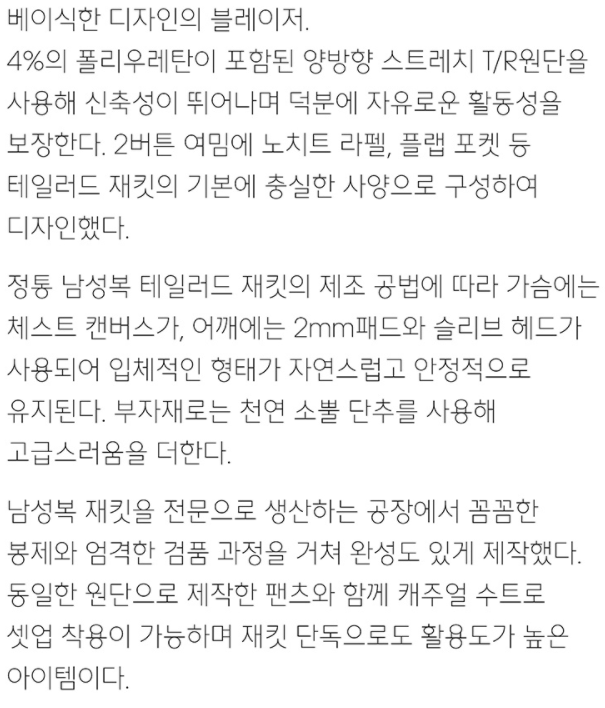 베이식한 디자인의 블레이저.
4%의 폴리우레탄이 포함된 양방향 스트레치 T/R원단을
사용해 신축성이 뛰어나며 덕분에 자유로운 활동성을
보장한다. 2버튼 여밈에 노치트 라펠, 플랩 포켓 등
테일러드 재킷의 기본에 충실한 사양으로 구성하여
디자인했다.
정통 남성복 테일러드 재킷의 제조 공법에 따라 가슴에는
체스트 캔버스가, 어깨에는 2mm패드와 슬리브 헤드가
사용되어 입체적인 형태가 자연스럽고 안정적으로
유지된다. 부자재로는 천연 소뿔 단추를 사용해
고급스러움을 더한다.
남성복 재킷을 전문으로 생산하는 공장에서 꼼꼼한
봉제와 엄격한 검품 과정을 거쳐 완성도 있게 제작했다.
동일한 원단으로 제작한 팬츠와 함께 캐주얼 수트로
셋업 착용이 가능하며 재킷 단독으로도 활용도가 높은
아이템이다.